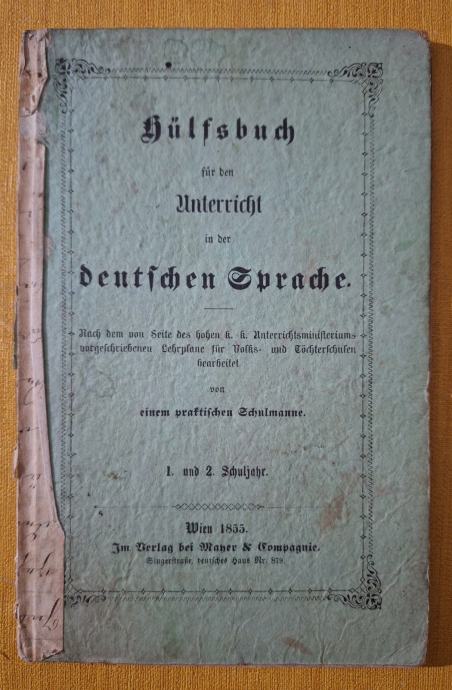 Hülfsbuch
für den
Unterricht
in der
deutschen Sprache.
Nach dem von Seite des hohen k. k. Unterrichtsministeriums
vorgeschriebenen Lehrplane für Volks- und Töchterschulen
bearbeitet
von
einem praktischen Schulmanne.
1. und 2. Schuljahr.
Wien 1855.
Im Verlag bei Mayer & Compagnie.
Singerstraße, deutsches Haus Nr. 879.